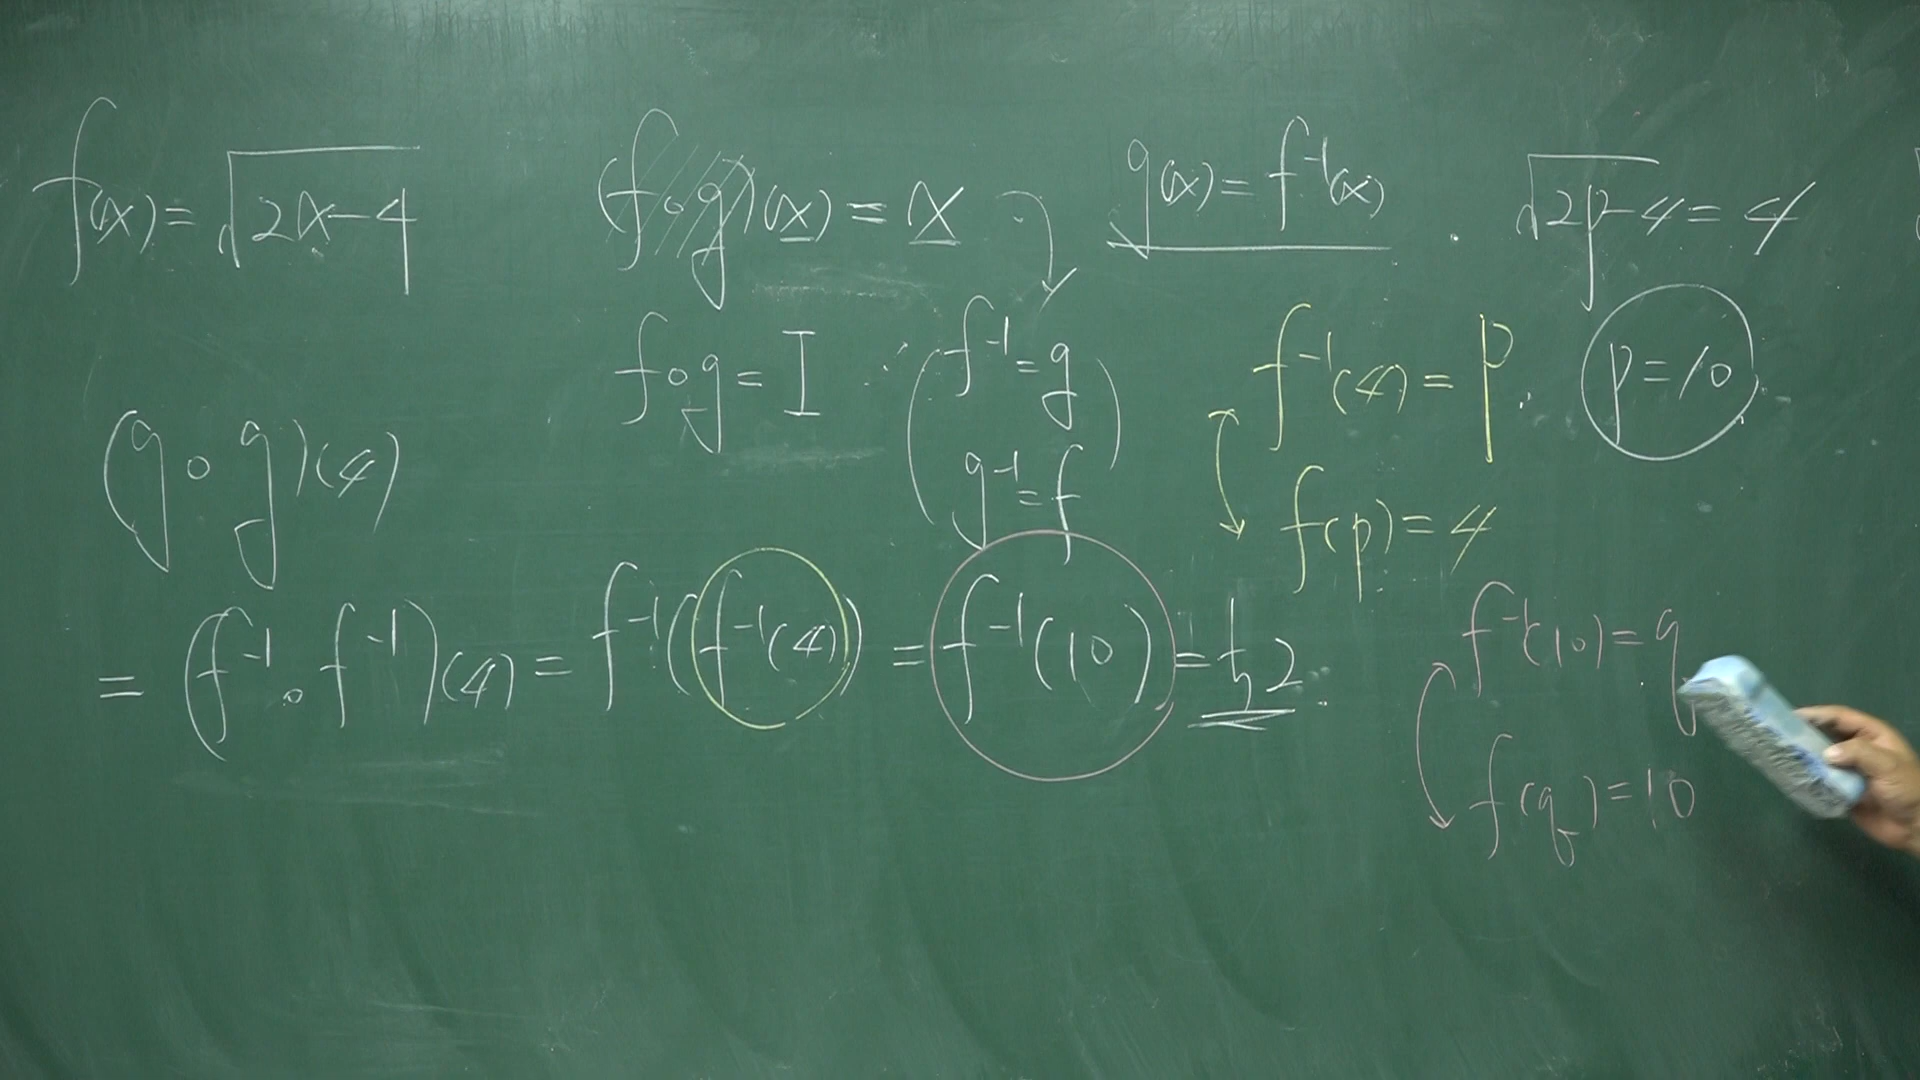 f(x) = √(2x-4)
(f∘g)(x) = x
g(x) = f⁻¹(x)
√(2p-4) = 4
f∘g = I
f⁻¹ = g
g⁻¹ = f
f⁻¹(4) = p.
p = 10
f(p) = 4
(g∘g)(4)
= (f⁻¹∘f⁻¹)(4) = f⁻¹(f⁻¹(4)) = f⁻¹(10) = 52.
f⁻¹(10) = q
f(q) = 10